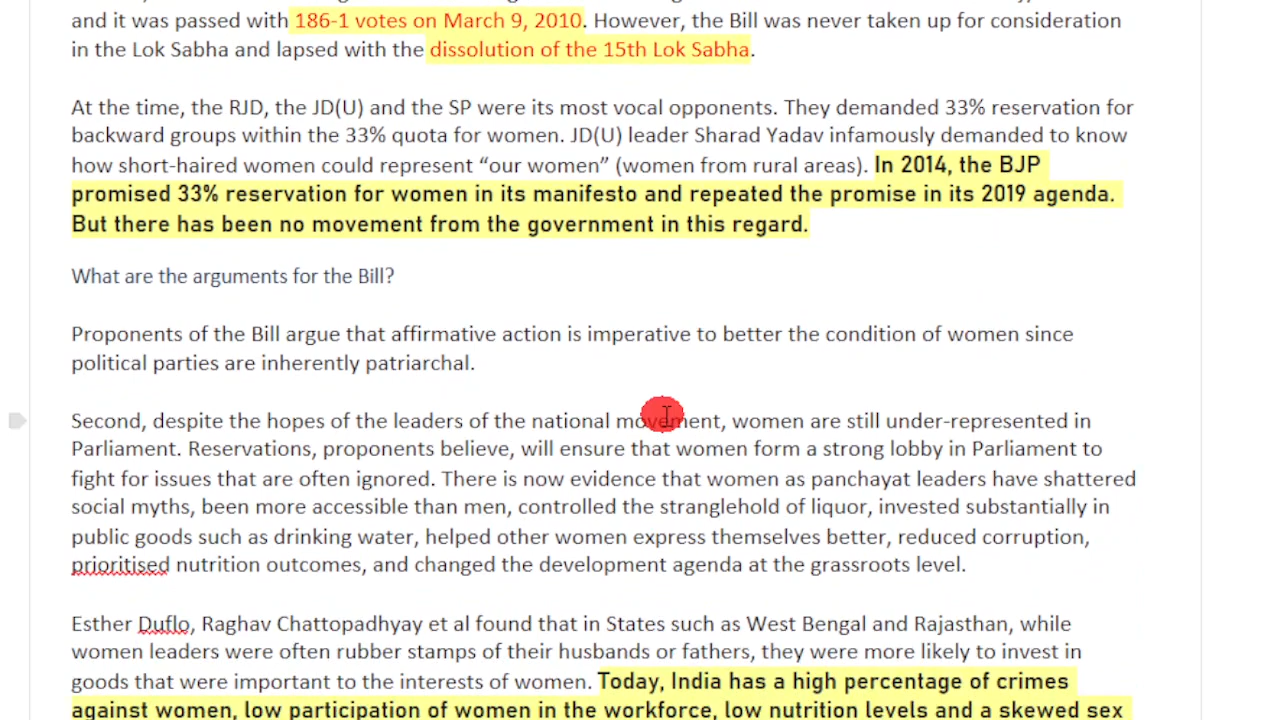 and it was passed with 186-1 votes on March 9, 2010. However, the Bill was never taken up for consideration
in the Lok Sabha and lapsed with the dissolution of the 15th Lok Sabha.
At the time, the RJD, the JD(U) and the SP were its most vocal opponents. They demanded 33% reservation for
backward groups within the 33% quota for women. JD(U) leader Sharad Yadav infamously demanded to know
how short-haired women could represent “our women” (women from rural areas). In 2014, the BJP
promised 33% reservation for women in its manifesto and repeated the promise in its 2019 agenda.
But there has been no movement from the government in this regard.
What are the arguments for the Bill?
Proponents of the Bill argue that affirmative action is imperative to better the condition of women since
political parties are inherently patriarchal.
Second, despite the hopes of the leaders of the national movement, women are still under-represented in
Parliament. Reservations, proponents believe, will ensure that women form a strong lobby in Parliament to
fight for issues that are often ignored. There is now evidence that women as panchayat leaders have shattered
social myths, been more accessible than men, controlled the stranglehold of liquor, invested substantially in
public goods such as drinking water, helped other women express themselves better, reduced corruption,
prioritised nutrition outcomes, and changed the development agenda at the grassroots level.
Esther Duflo, Raghav Chattopadhyay et al found that in States such as West Bengal and Rajasthan, while
women leaders were often rubber stamps of their husbands or fathers, they were more likely to invest in
goods that were important to the interests of women. Today, India has a high percentage of crimes
against women, low participation of women in the workforce, low nutrition levels and a skewed sex